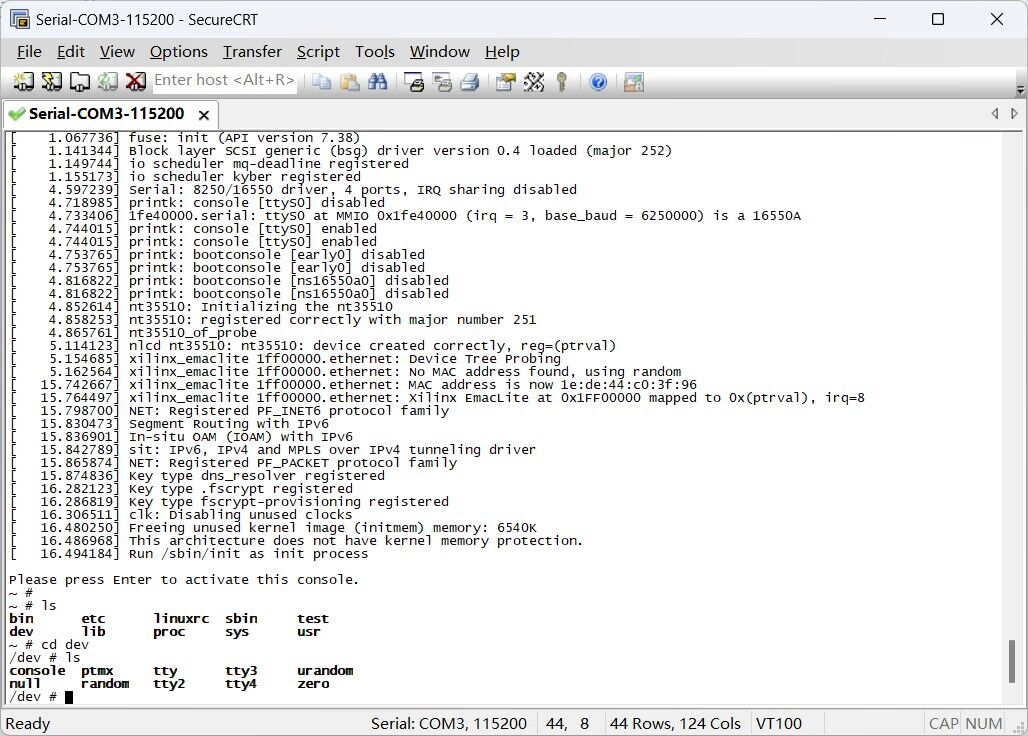 Serial-COM3-115200 - SecureCRT
File Edit View Options Transfer Script Tools Window Help
Enter host <Alt+R>
Serial-COM3-115200
[    1.067736] fuse: init (API version 7.38)
[    1.141344] Block layer SCSI generic (bsg) driver version 0.4 loaded (major 252)
[    1.149744] io scheduler mq-deadline registered
[    1.155173] io scheduler kyber registered
[    4.597239] Serial: 8250/16550 driver, 4 ports, IRQ sharing disabled
[    4.718985] printk: console [ttyS0] disabled
[    4.733406] 1fe40000.serial: ttyS0 at MMIO 0x1fe40000 (irq = 3, base_baud = 6250000) is a 16550A
[    4.744015] printk: console [ttyS0] enabled
[    4.744015] printk: console [ttyS0] enabled
[    4.753765] printk: bootconsole [early0] disabled
[    4.753765] printk: bootconsole [early0] disabled
[    4.816822] printk: bootconsole [ns16550a0] disabled
[    4.816822] printk: bootconsole [ns16550a0] disabled
[    4.852614] nt35510: Initializing the nt35510
[    4.858253] nt35510: registered correctly with major number 251
[    4.865761] nt35510_of_probe
[    5.114123] nlcd nt35510: nt35510: device created correctly, reg=(ptrval)
[    5.154685] xilinx_emaclite 1ff00000.ethernet: Device Tree Probing
[    5.162564] xilinx_emaclite 1ff00000.ethernet: No MAC address found, using random
[   15.742667] xilinx_emaclite 1ff00000.ethernet: MAC address is now 1e:de:44:c0:3f:96
[   15.764497] xilinx_emaclite 1ff00000.ethernet: Xilinx EmacLite at 0x1FF00000 mapped to 0x(ptrval), irq=8
[   15.798700] NET: Registered PF_INET6 protocol family
[   15.830473] Segment Routing with IPv6
[   15.836901] In-situ OAM (IOAM) with IPv6
[   15.842789] sit: IPv6, IPv4 and MPLS over IPv4 tunneling driver
[   15.865874] NET: Registered PF_PACKET protocol family
[   15.874836] Key type dns_resolver registered
[   16.282123] Key type .fscrypt registered
[   16.286819] Key type fscrypt-provisioning registered
[   16.306511] clk: Disabling unused clocks
[   16.480250] Freeing unused kernel image (initmem) memory: 6540K
[   16.486968] This architecture does not have kernel memory protection.
[   16.494184] Run /sbin/init as init process
Please press Enter to activate this console.
~ #
~ # ls
bin      etc      linuxrc  sbin     test
dev      lib      proc     sys      usr
~ # cd dev
/dev # ls
console  ptmx     tty      tty3     urandom
null     random   tty2     tty4     zero
/dev #
Ready Serial: COM3, 115200 44, 8 44 Rows, 124 Cols VT100 CAP NUM